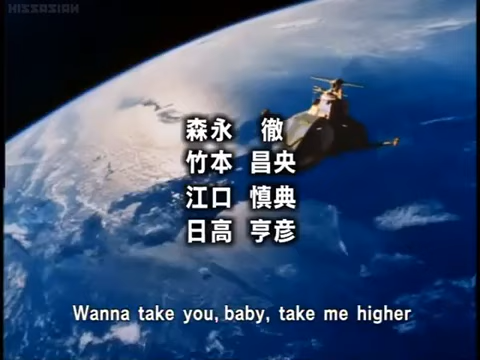 HISSASIAN
森永　徹
竹本　昌央
江口　慎典
日高　亨彦
Wanna take you, baby, take me higher